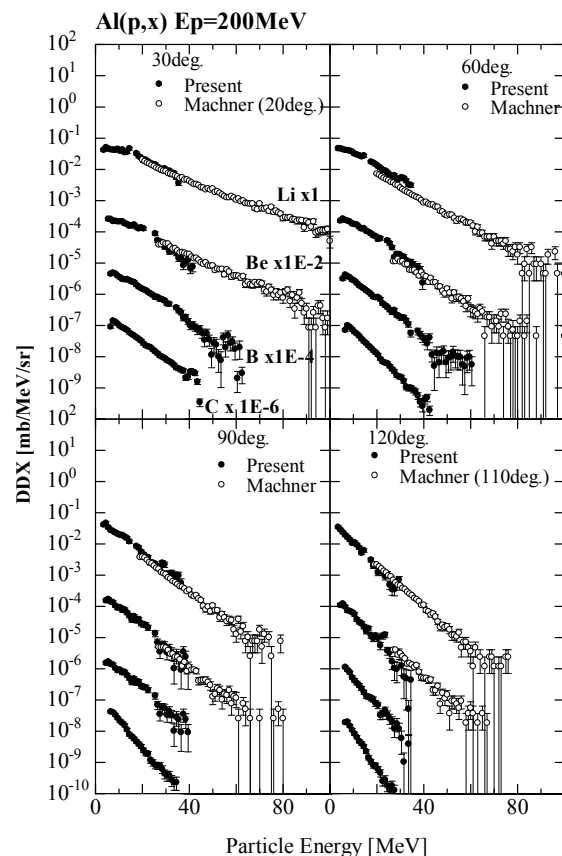 Al(p,x) Ep=200MeV
10^2
30deg.
● Present
○ Machner (20deg.)
60deg.
● Present
○ Machner
10^1
10^0
10^-1
10^-2
10^-3
10^-4
10^-5
10^-6
10^-7
10^-8
10^-9
10^2
Li x1
Be x1E-2
B x1E-4
C x 1E-6
DDX [mb/MeV/sr]
90deg.
● Present
○ Machner
120deg.
● Present
○ Machner (110deg.)
10^1
10^0
10^-1
10^-2
10^-3
10^-4
10^-5
10^-6
10^-7
10^-8
10^-9
10^-10
0 40 80 0 40 80
Particle Energy [MeV] Particle Energy [MeV]